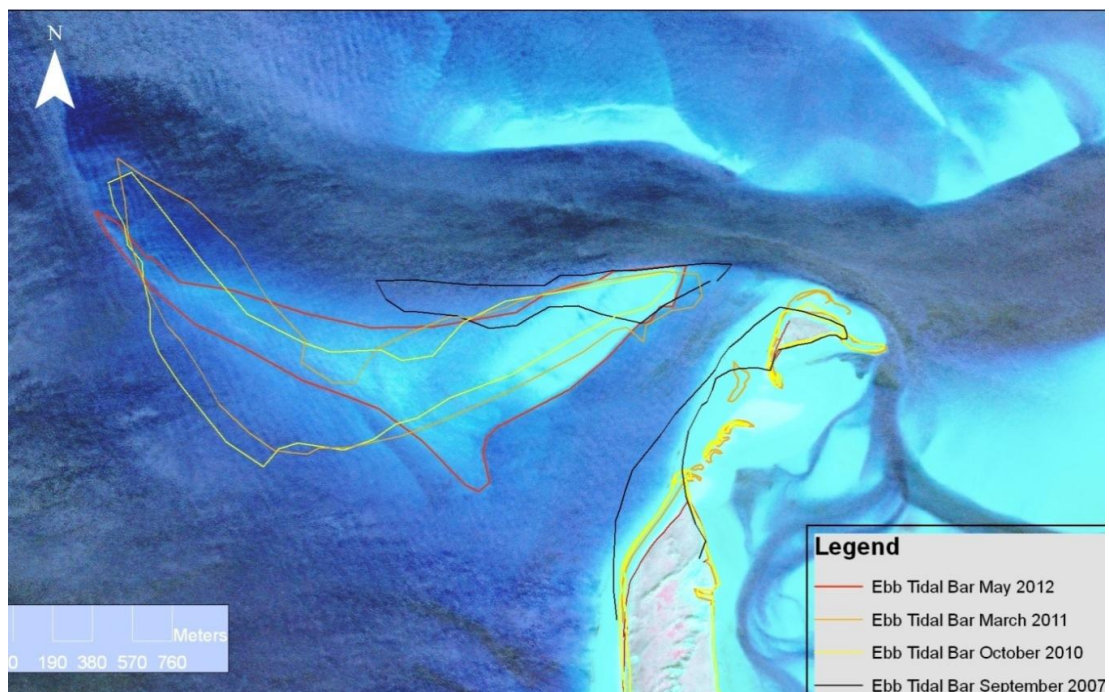 N
Meters
0 190 380 570 760
Legend
Ebb Tidal Bar May 2012
Ebb Tidal Bar March 2011
Ebb Tidal Bar October 2010
Ebb Tidal Bar September 2007